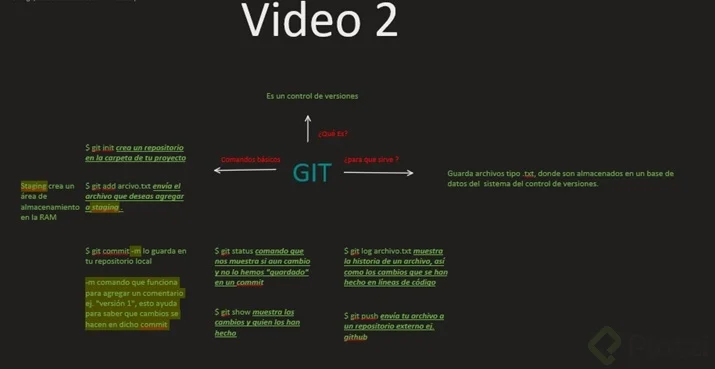 Video 2
Es un control de versiones
¿Qué Es?
$ git init crea un repositorio
en la carpeta de tu proyecto
Comandos básicos
GIT
¿para que sirve ?
Guarda archivos tipo .txt, donde son almacenados en un base de
datos del sistema del control de versiones.
Staging crea un
área de
almacenamiento
en la RAM
$ git add arcivo.txt envía el
archivo que deseas agregar
a staging .
$ git commit -m lo guarda en
tu repositorio local
-m comando que funciona
para agregar un comentario
ej. "versión 1", esto ayuda
para saber que cambios se
hacen en dicho commit
$ git status comando que
nos muestra si aun cambio
y no lo hemos "guardado"
en un commit
$ git show muestra los
cambios y quien los han
hecho
$ git log archivo.txt muestra
la historia de un archivo, así
como los cambios que se han
hecho en líneas de código
$ git push envía tu archivo a
un repositorio externo ej.
github